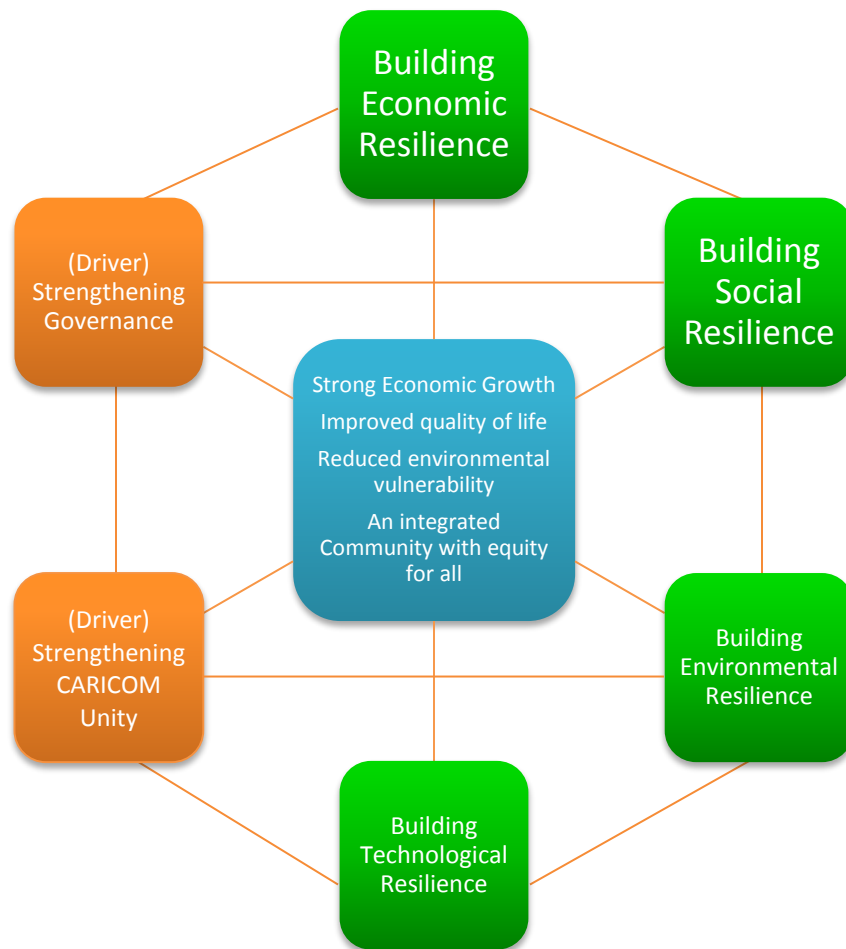 Building
Economic
Resilience
(Driver)
Strengthening
Governance
Building
Social
Resilience
Strong Economic Growth
Improved quality of life
Reduced environmental
vulnerability
An integrated
Community with equity
for all
(Driver)
Strengthening
CARICOM
Unity
Building
Environmental
Resilience
Building
Technological
Resilience